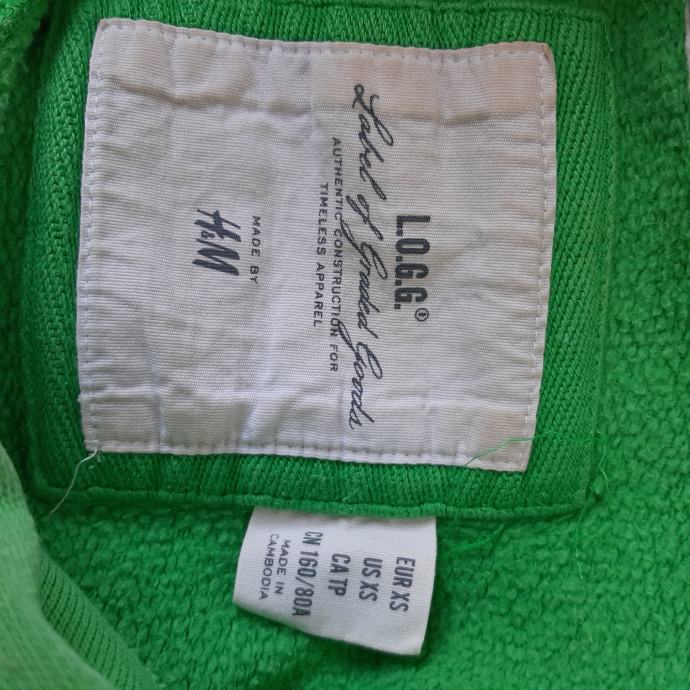 L.O.G.G.®
Label of Graded Goods
AUTHENTIC CONSTRUCTION FOR
TIMELESS APPAREL
MADE BY
H&M
EUR XS
US XS
CA TP
CN 160/80A
MADE IN
CAMBODIA